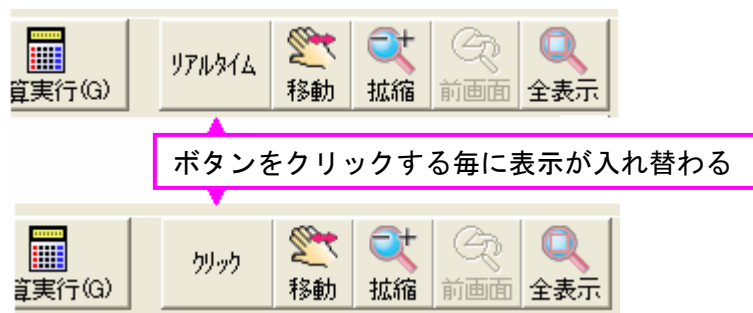 算実行(G) ﾘｱﾙﾀｲﾑ 移動 拡縮 前画面 全表示
ボタンをクリックする毎に表示が入れ替わる
算実行(G) ｸﾘｯｸ 移動 拡縮 前画面 全表示